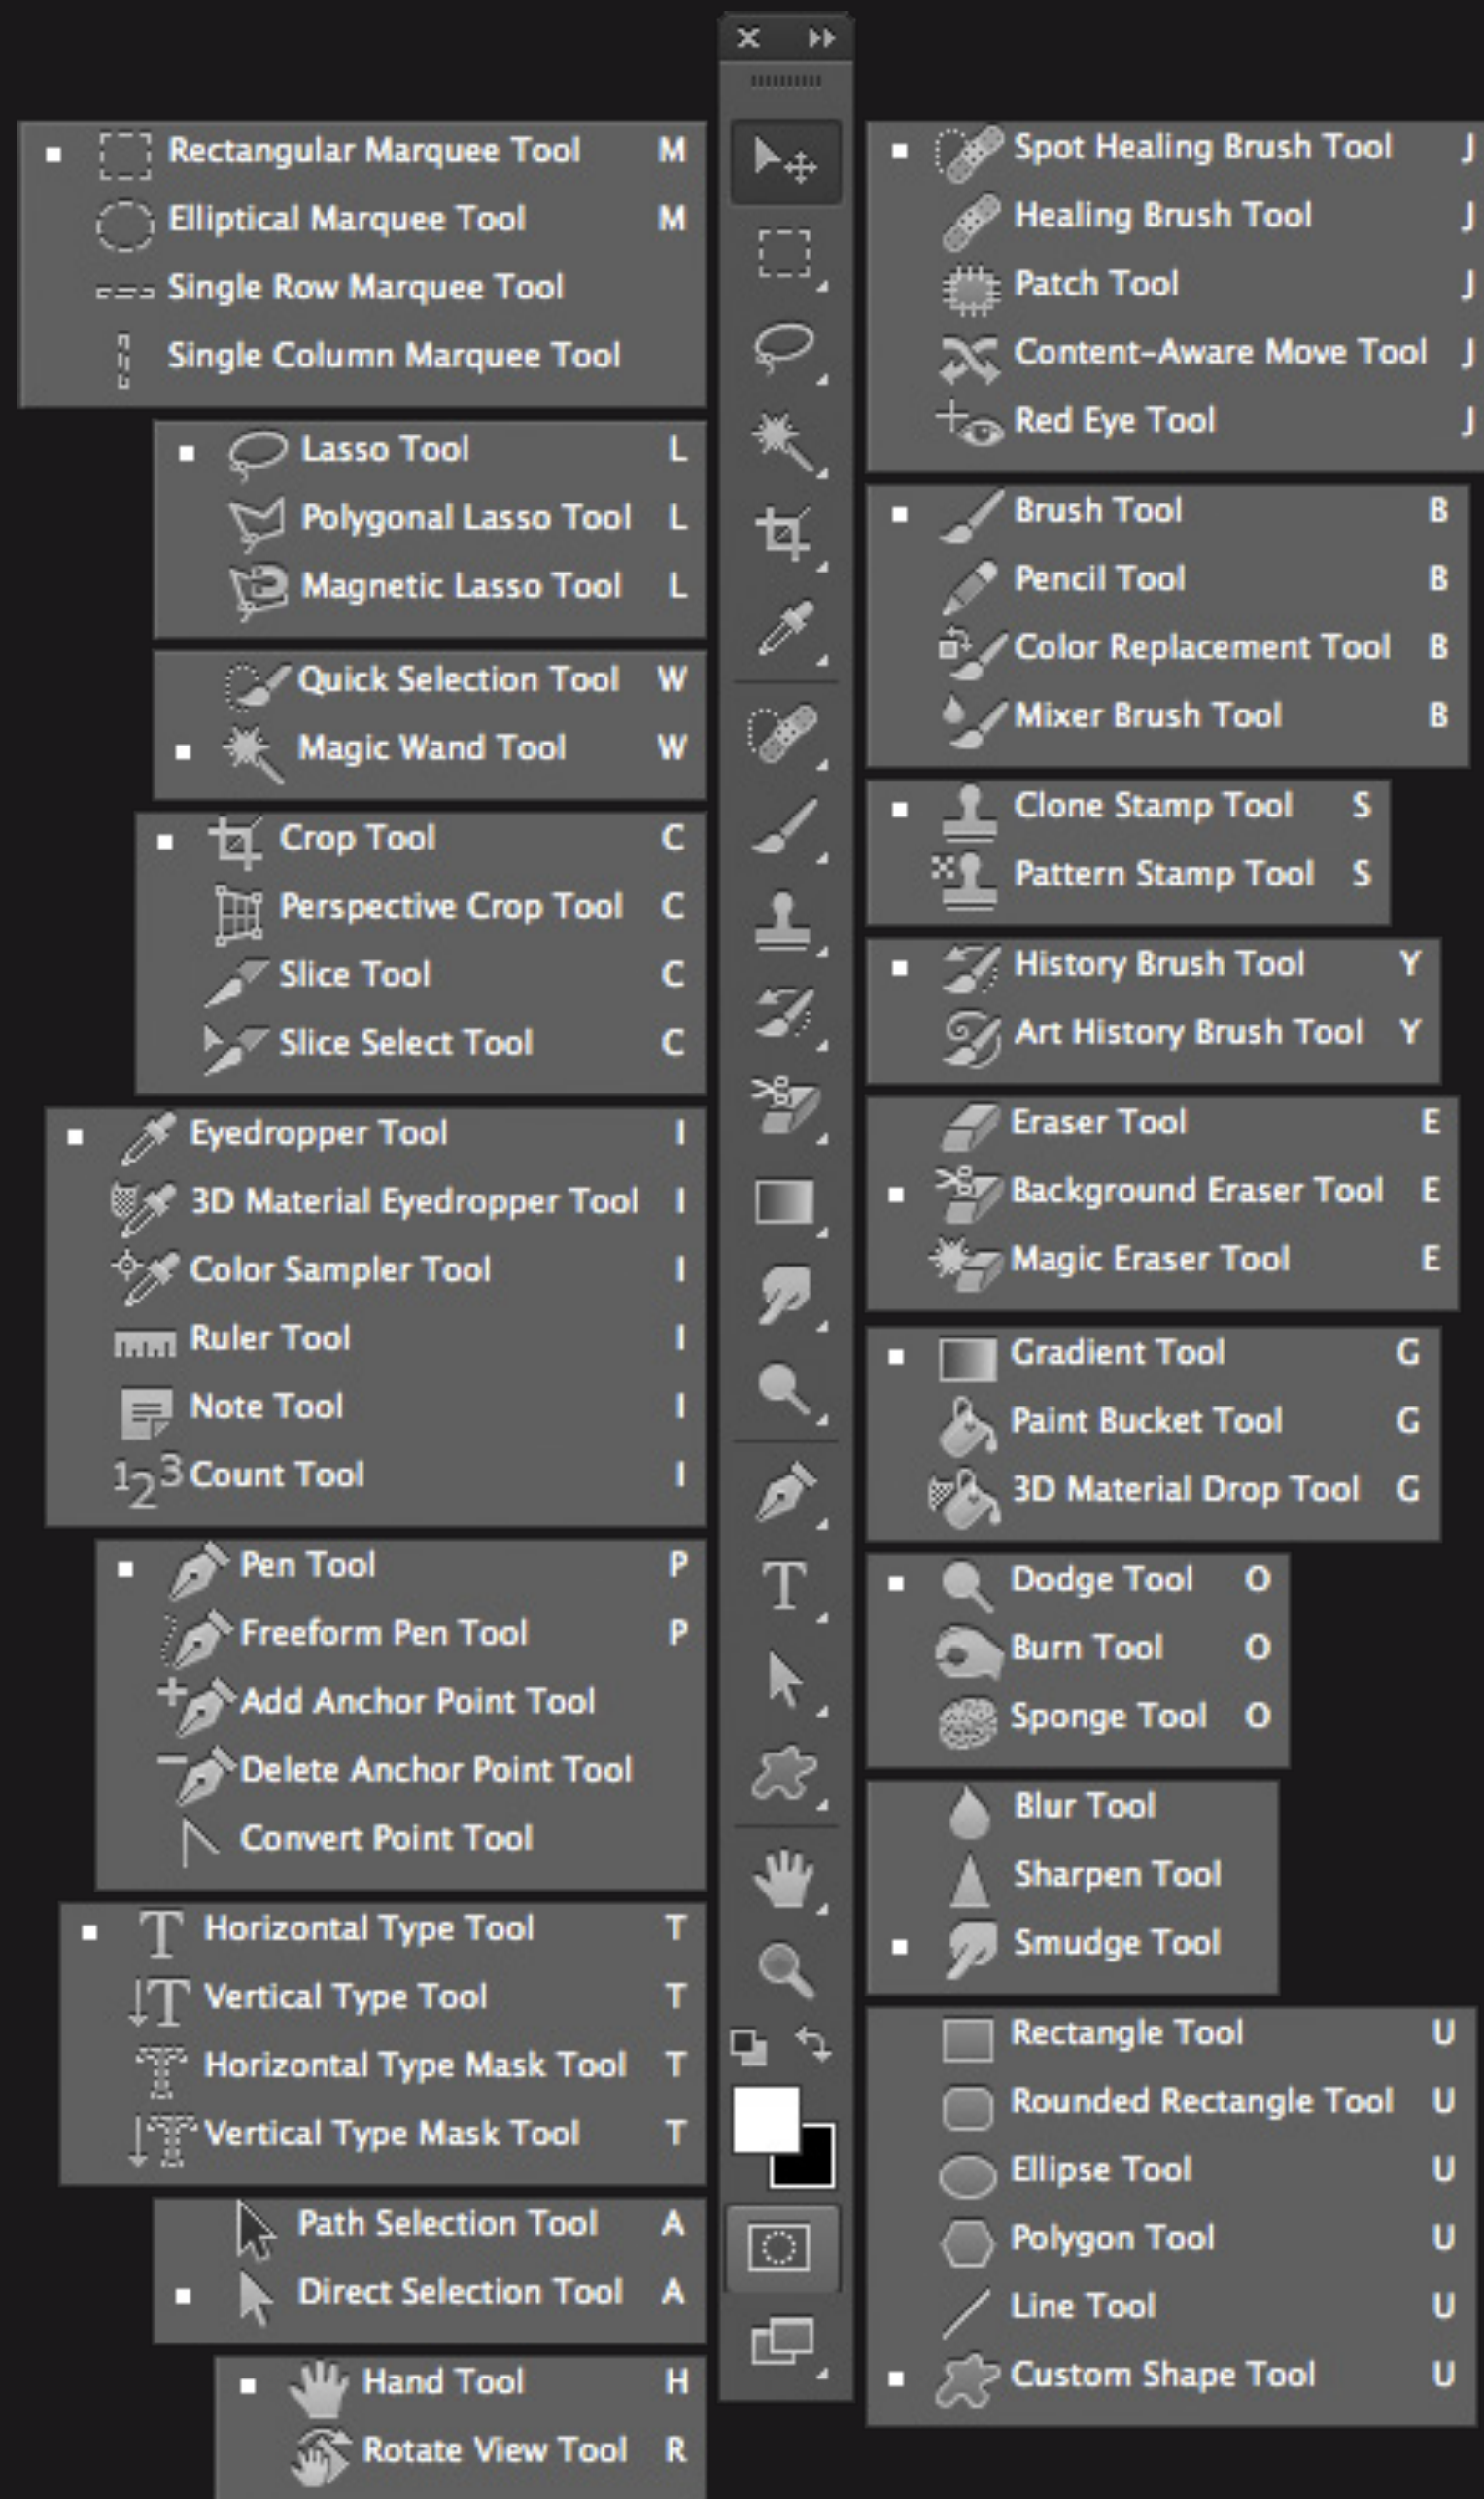 Rectangular Marquee Tool M
Elliptical Marquee Tool M
Single Row Marquee Tool
Single Column Marquee Tool
Lasso Tool L
Polygonal Lasso Tool L
Magnetic Lasso Tool L
Quick Selection Tool W
Magic Wand Tool W
Crop Tool C
Perspective Crop Tool C
Slice Tool C
Slice Select Tool C
Eyedropper Tool I
3D Material Eyedropper Tool I
Color Sampler Tool I
Ruler Tool I
Note Tool I
123 Count Tool I
Pen Tool P
Freeform Pen Tool P
Add Anchor Point Tool
Delete Anchor Point Tool
Convert Point Tool
T Horizontal Type Tool T
T Vertical Type Tool T
T Horizontal Type Mask Tool T
T Vertical Type Mask Tool T
Path Selection Tool A
Direct Selection Tool A
Hand Tool H
Rotate View Tool R
T
Spot Healing Brush Tool J
Healing Brush Tool J
Patch Tool J
Content-Aware Move Tool J
Red Eye Tool J
Brush Tool B
Pencil Tool B
Color Replacement Tool B
Mixer Brush Tool B
Clone Stamp Tool S
Pattern Stamp Tool S
History Brush Tool Y
Art History Brush Tool Y
Eraser Tool E
Background Eraser Tool E
Magic Eraser Tool E
Gradient Tool G
Paint Bucket Tool G
3D Material Drop Tool G
Dodge Tool O
Burn Tool O
Sponge Tool O
Blur Tool
Sharpen Tool
Smudge Tool
Rectangle Tool U
Rounded Rectangle Tool U
Ellipse Tool U
Polygon Tool U
Line Tool U
Custom Shape Tool U